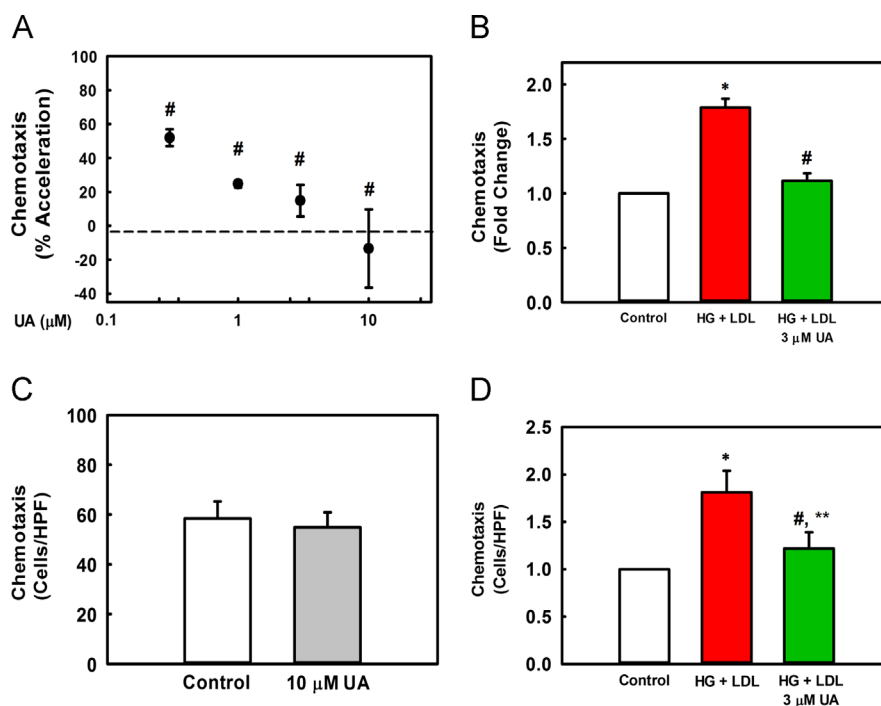 A
Chemotaxis
(% Acceleration)
100
80
60
40
20
0
-20
-40
#
#
#
#
UA (μM)
0.1
1
10
B
Chemotaxis
(Fold Change)
2.0
1.5
1.0
0.5
0.0
*
#
Control
HG + LDL
HG + LDL
3 μM UA
C
Chemotaxis
(Cells/HPF)
100
80
60
40
20
0
Control
10 μM UA
D
Chemotaxis
(Cells/HPF)
2.5
2.0
1.5
1.0
0.5
0.0
*
#, **
Control
HG + LDL
HG + LDL
3 μM UA